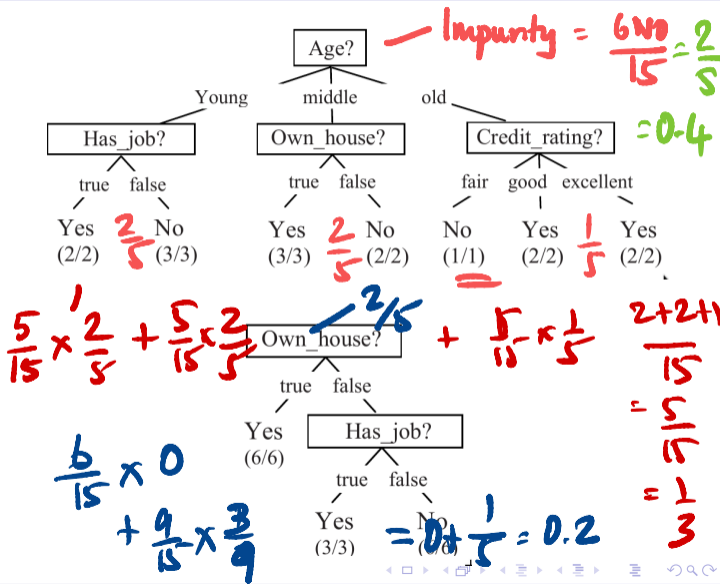 Age? Impurity = 6 NO/15 = 2/5
= 0.4
Young middle old
Has_job? Own_house? Credit_rating?
true false true false fair good excellent
Yes 2/5 No Yes 2/5 No No Yes 1/5 Yes
(2/2) (3/3) (3/3) (2/2) (1/1) (2/2) (2/2)
2/5
5/15 × 2/5 + 5/15 × 2/5 + 5/15 × 1/5 2+2+1/15
Own_house?
= 5/15
true false
Yes Has_job?
(6/6)
6/15 × 0
true false
= 1/3
Yes No
+ 9/15 × 3/9 = 0 + 1/5 = 0.2
(3/3)